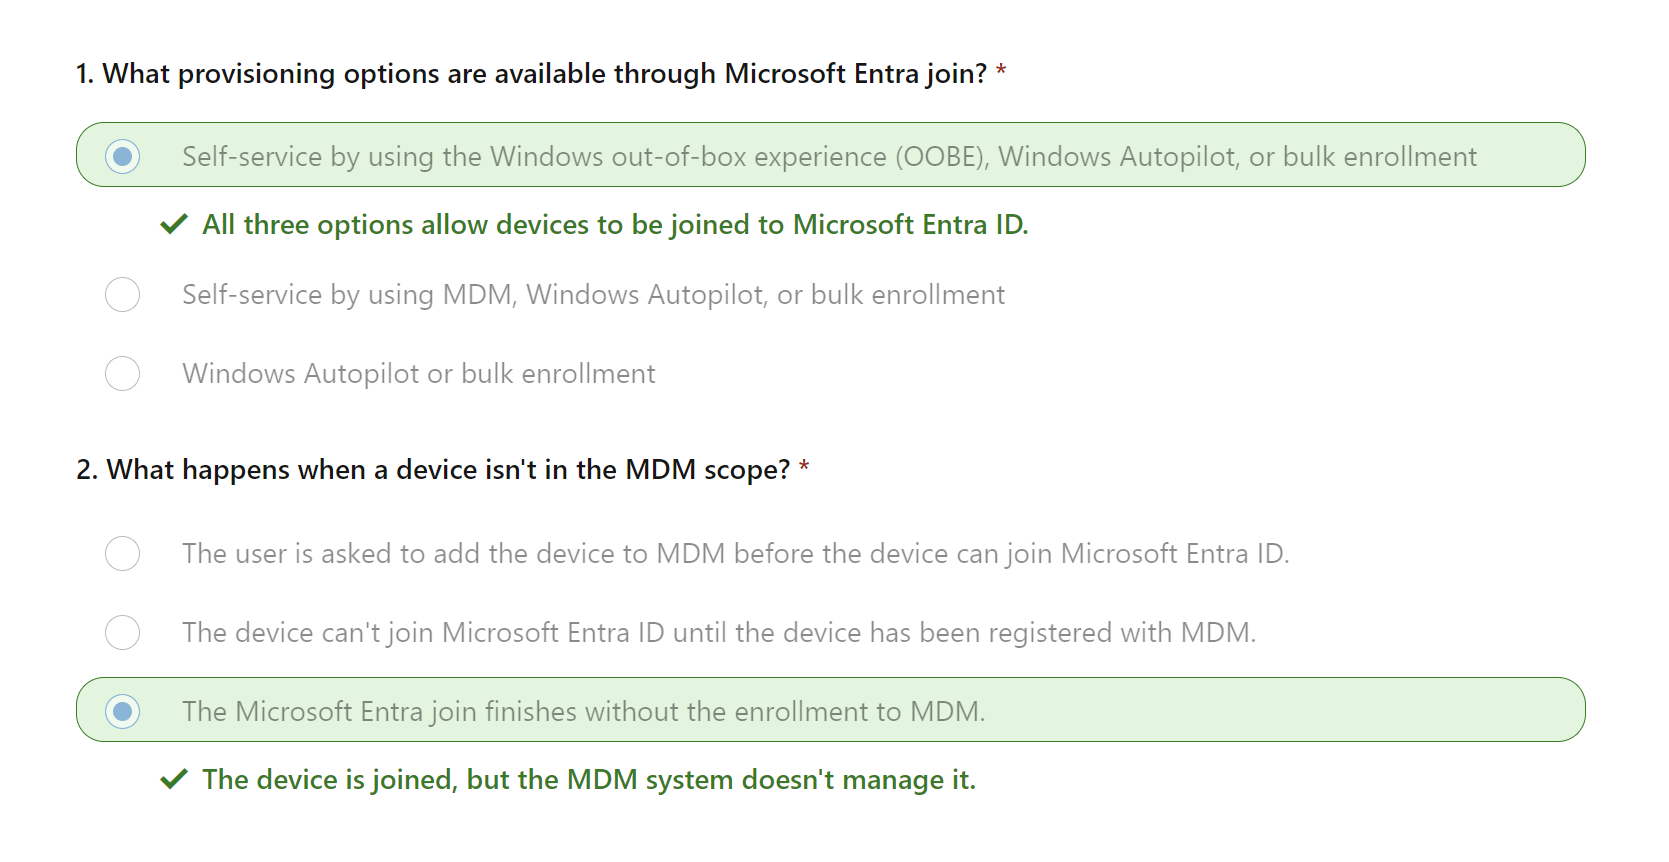 1. What provisioning options are available through Microsoft Entra join? *
Self-service by using the Windows out-of-box experience (OOBE), Windows Autopilot, or bulk enrollment
All three options allow devices to be joined to Microsoft Entra ID.
Self-service by using MDM, Windows Autopilot, or bulk enrollment
Windows Autopilot or bulk enrollment
2. What happens when a device isn't in the MDM scope? *
The user is asked to add the device to MDM before the device can join Microsoft Entra ID.
The device can't join Microsoft Entra ID until the device has been registered with MDM.
The Microsoft Entra join finishes without the enrollment to MDM.
The device is joined, but the MDM system doesn't manage it.